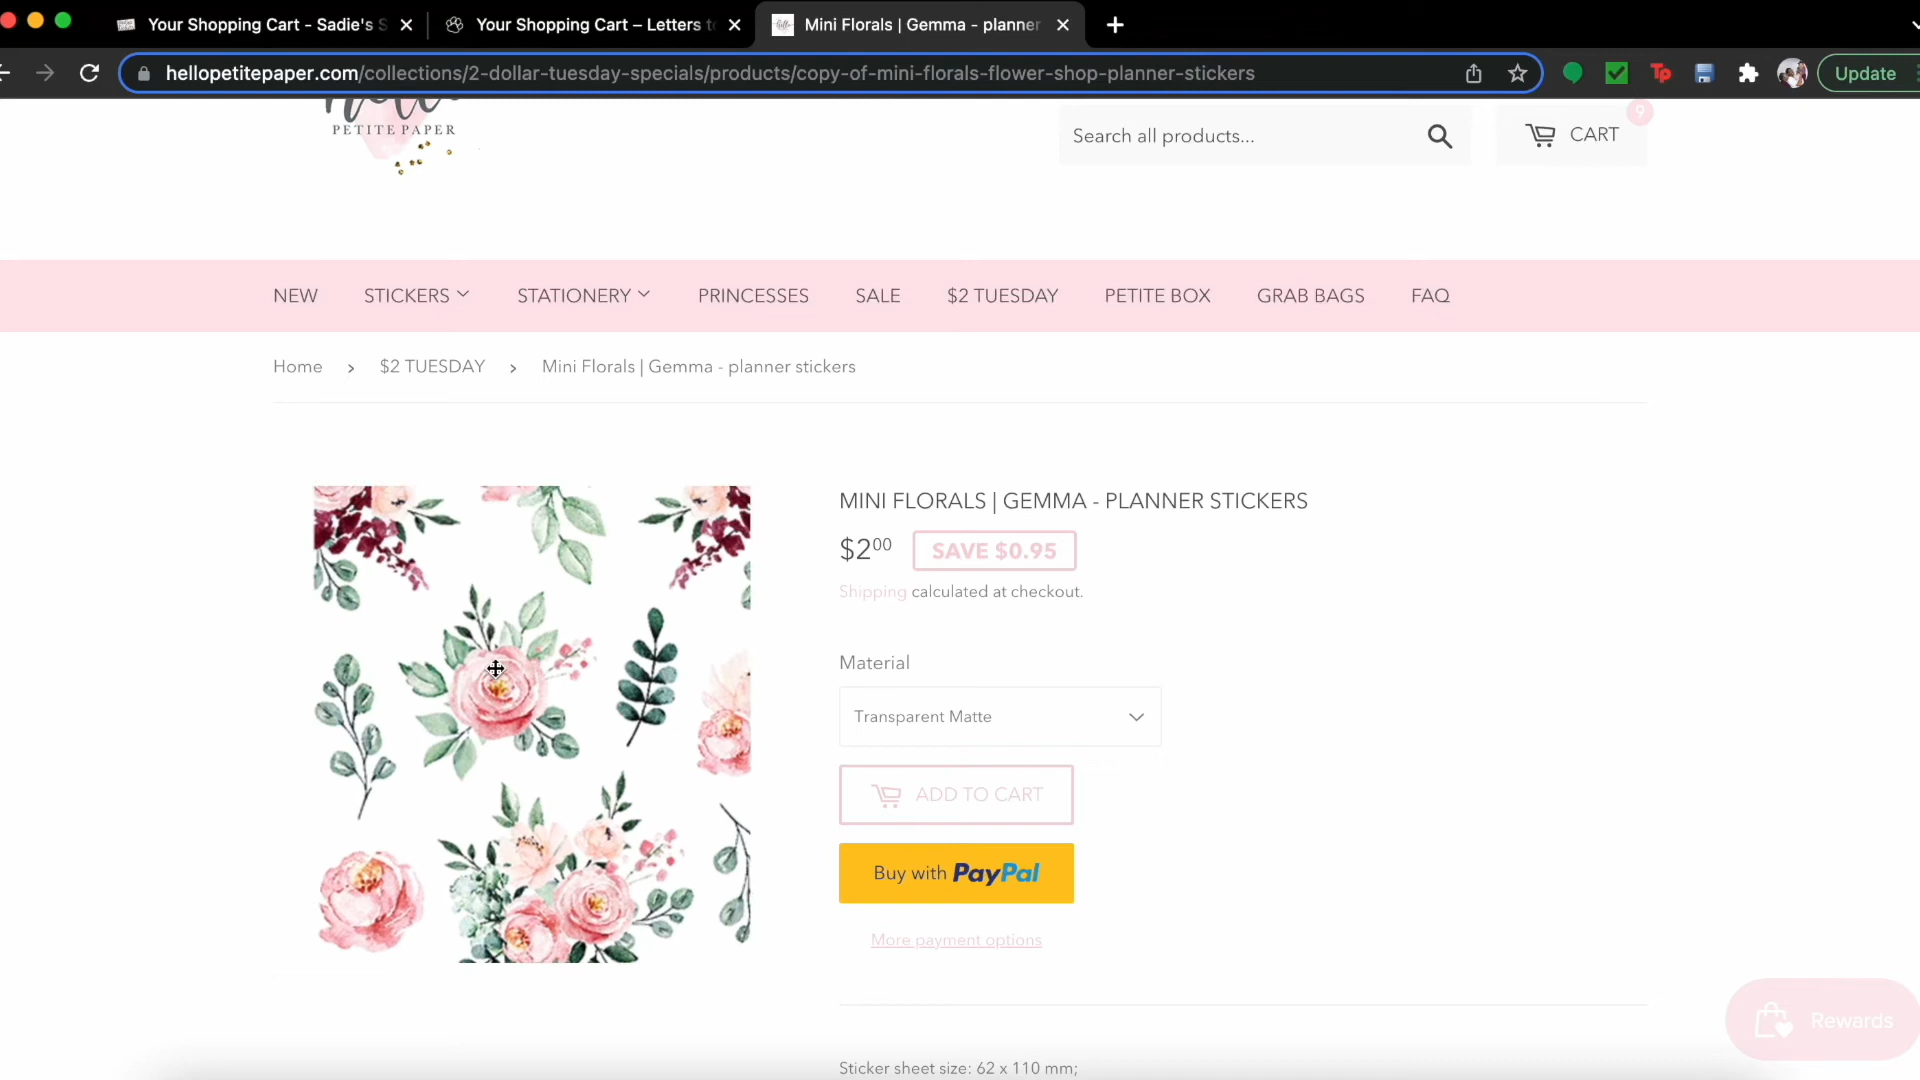 Your Shopping Cart - Sadie's S
Your Shopping Cart – Letters to
Mini Florals | Gemma - planner
hellopetitepaper.com/collections/2-dollar-tuesday-specials/products/copy-of-mini-florals-flower-shop-planner-stickers
Tp
Update
hello
PETITE PAPER
Search all products...
CART
9
NEW
STICKERS
STATIONERY
PRINCESSES
SALE
$2 TUESDAY
PETITE BOX
GRAB BAGS
FAQ
Home › $2 TUESDAY › Mini Florals | Gemma - planner stickers
MINI FLORALS | GEMMA - PLANNER STICKERS
$2.00 SAVE $0.95
Shipping calculated at checkout.
Material
Transparent Matte
ADD TO CART
Buy with PayPal
More payment options
Rewards
Sticker sheet size: 62 x 110 mm;